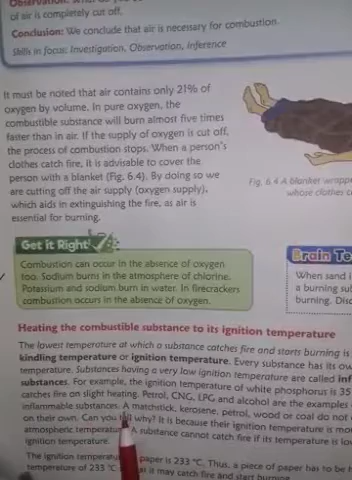 of air is completely cut off.
Conclusion: We conclude that air is necessary for combustion.
Skills in focus: Investigation, Observation, Inference
It must be noted that air contains only 21% of
oxygen by volume. In pure oxygen, the
combustible substance will burn almost five times
faster than in air. If the supply of oxygen is cut off,
the process of combustion stops. When a person's
clothes catch fire, it is advisable to cover the
person with a blanket (Fig. 6.4). By doing so we
are cutting off the air supply (oxygen supply),
which aids in extinguishing the fire, as air is
essential for burning.
Fig. 6.4 A blanket
whose clothes
Get it Right
Combustion can occur in the absence of oxygen
too. Sodium burns in the atmosphere of chlorine.
Potassium and sodium burn in water. In firecrackers
combustion occurs in the absence of oxygen.
Brain
When sand
a burning
burning.
Heating the combustible substance to its ignition temperature
The lowest temperature at which a substance catches fire and starts burning is
kindling temperature or ignition temperature. Every substance has its
temperature. Substances having a very low ignition temperature are called
substances. For example, the ignition temperature of white phosphorus is 35
catches fire on slight heating. Petrol, CNG, LPG and alcohol are the examples
inflammable substances. A matchstick, kerosene, petrol, wood or coal do not
on their own. Can you why? It is because their ignition temperature is
atmospheric A substance cannot catch fire if its temperature is
ignition temperature.
The ignition paper is 233 °C. Thus, a piece of paper has to be
temperature of 233 °C it may catch fire and start